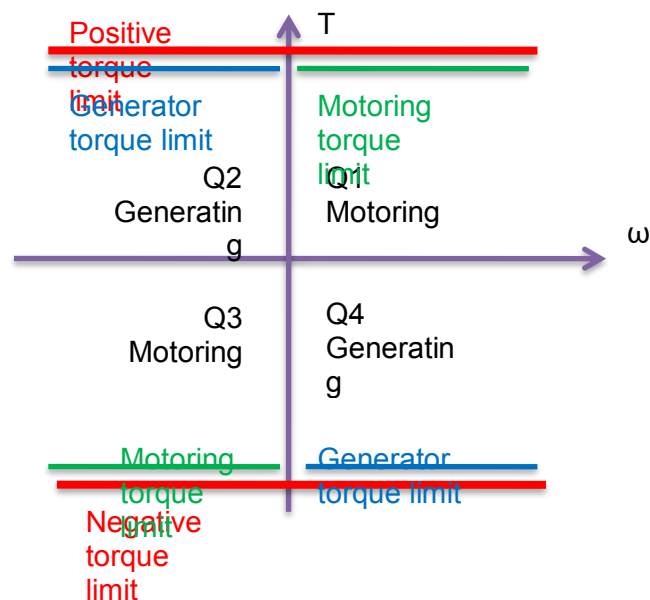 T
Positive
torque
limit
Generator
torque limit
Motoring
torque
limit
Q2
Generatin
g
Q1
Motoring
ω
Q3
Motoring
Q4
Generatin
g
Motoring
torque
limit
Generator
torque limit
Negative
torque
limit